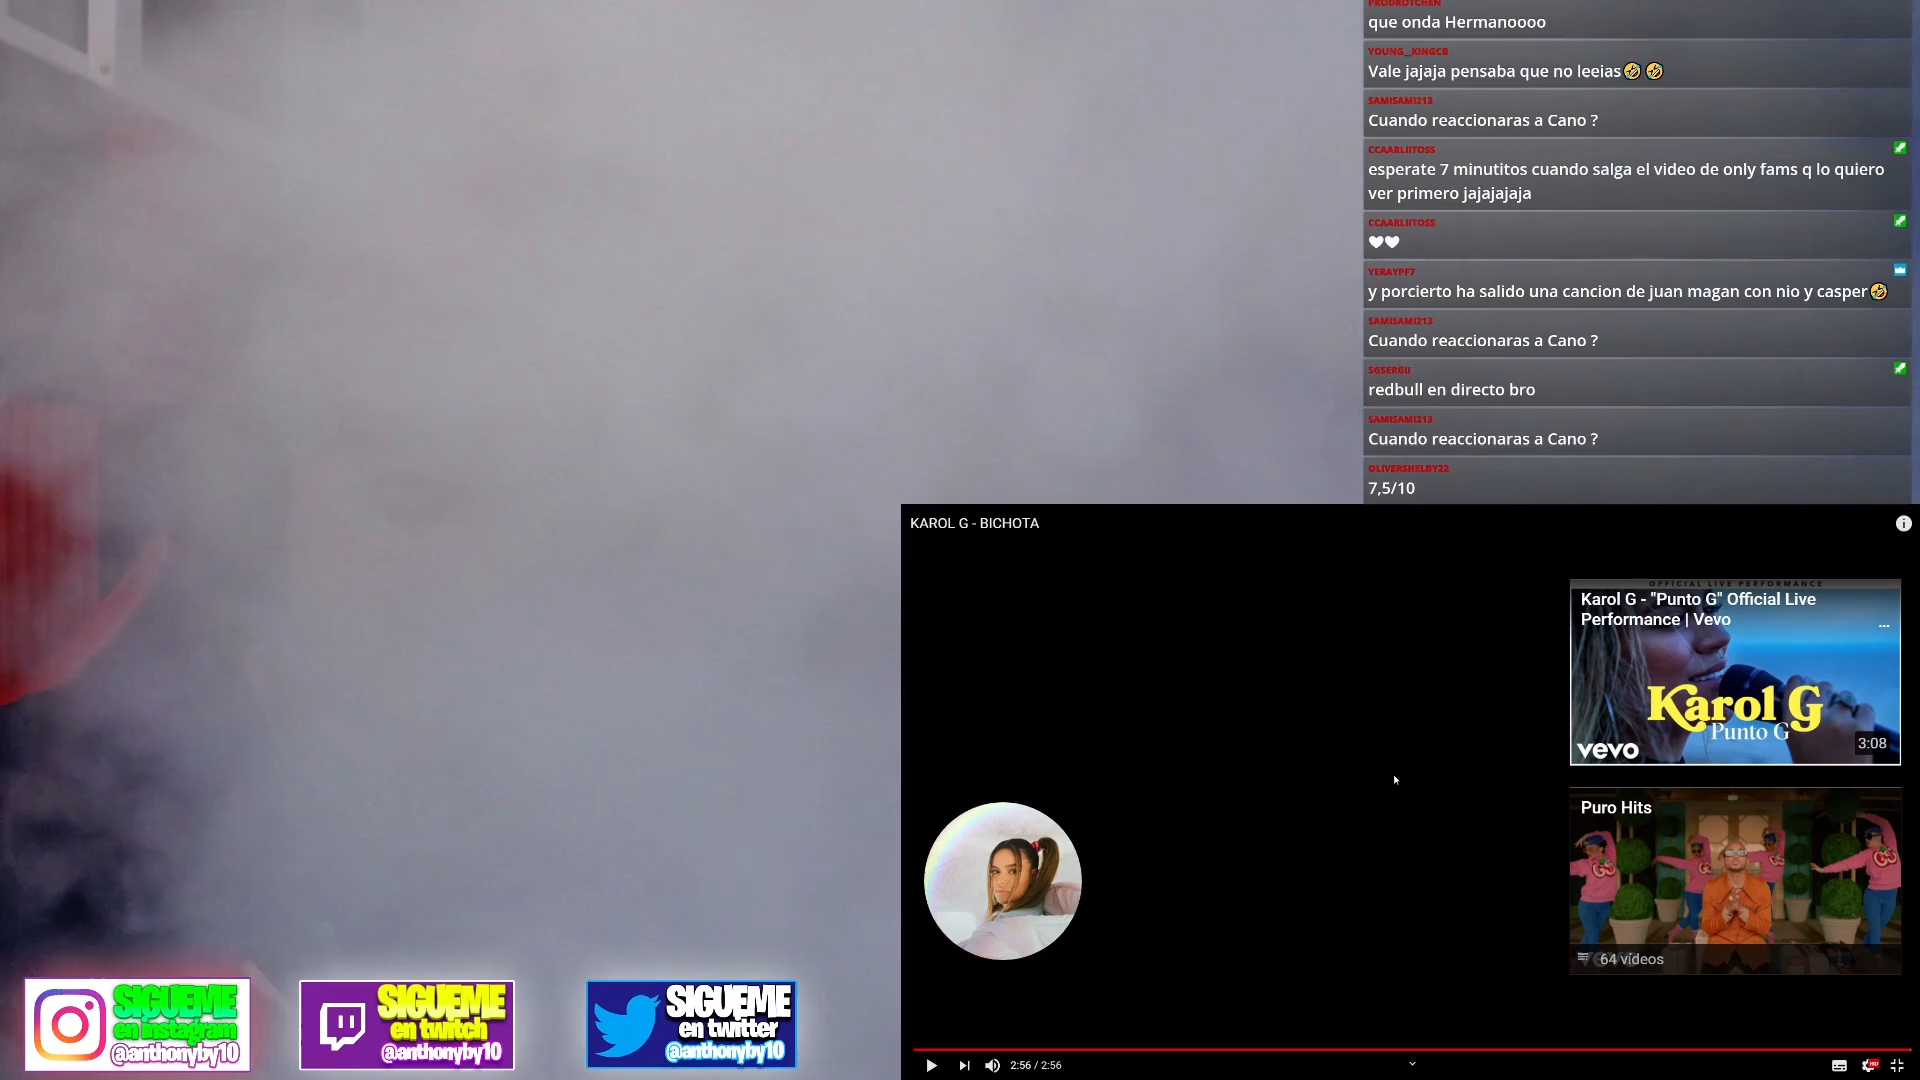 PRODROTCHEN
que onda Hermanoooo
YOUNG_KINGCB
Vale jajaja pensaba que no leeias🤣 🤣
SAMISAMI213
Cuando reaccionaras a Cano ?
CCAARLIITOSS
esperate 7 minutitos cuando salga el video de only fams q lo quiero
ver primero jajajajaja
CCAARLIITOSS
🤍🤍
YERAYPF7
y porcierto ha salido una cancion de juan magan con nio y casper🤣
SAMISAMI213
Cuando reaccionaras a Cano ?
SGSERGII
redbull en directo bro
SAMISAMI213
Cuando reaccionaras a Cano ?
OLIVERSHELBY22
7,5/10
KAROL G - BICHOTA
OFFICIAL LIVE PERFORMANCE
Karol G - "Punto G" Official Live
Performance | Vevo
...
Karol G
Punto G
vevo
3:08
Puro Hits
64 vídeos
SIGUEME
en instagram
@anthonyby10
SIGUEME
en twitch
@anthonyby10
SIGUEME
en twitter
@anthonyby10
2:56 / 2:56
HD